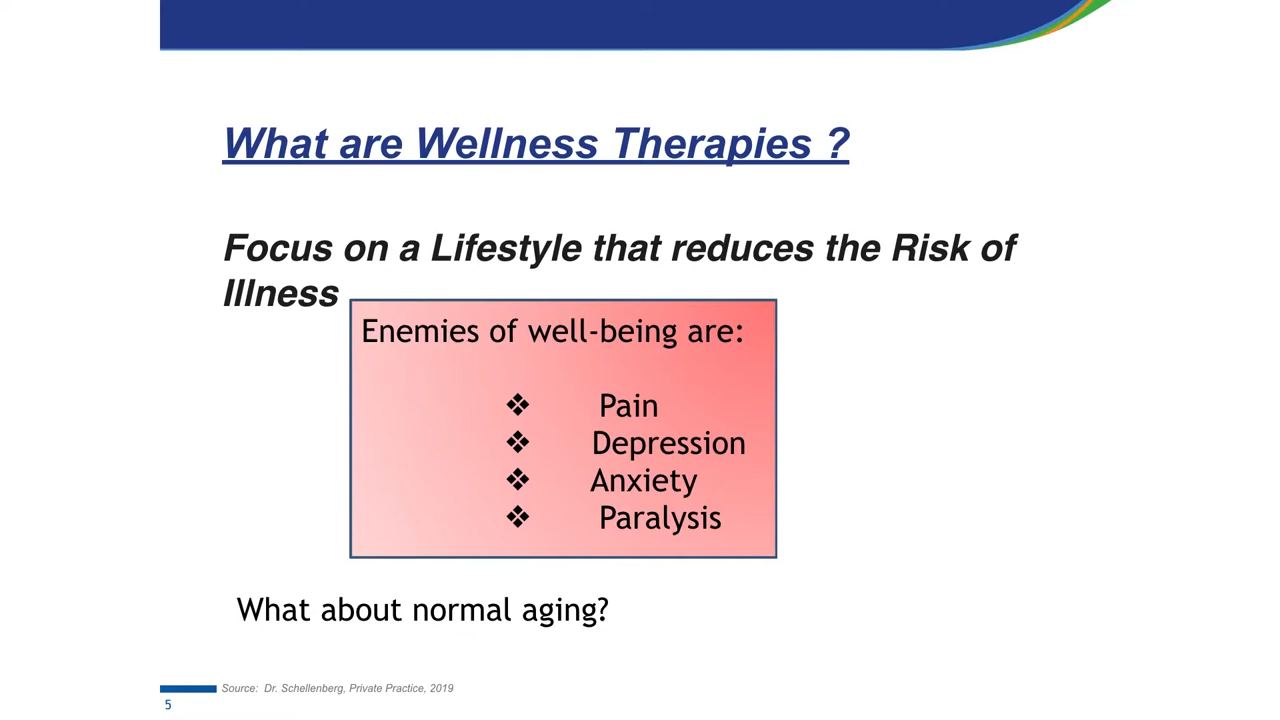 What are Wellness Therapies ?
Focus on a Lifestyle that reduces the Risk of
Illness
Enemies of well-being are:
❖ Pain
❖ Depression
❖ Anxiety
❖ Paralysis
What about normal aging?
Source: Dr. Schellenberg, Private Practice, 2019
5